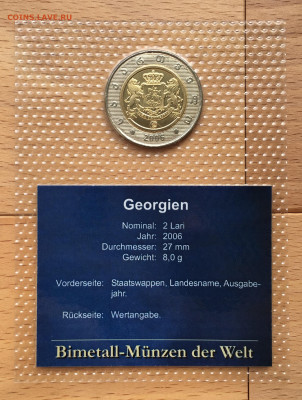 COINS.LAVE.RU
2006
Georgien
Nominal: 2 Lari
Jahr: 2006
Durchmesser: 27 mm
Gewicht: 8,0 g
Vorderseite: Staatswappen, Landesname, Ausgabe-
jahr.
Rückseite: Wertangabe.
Bimetall-Münzen der Welt